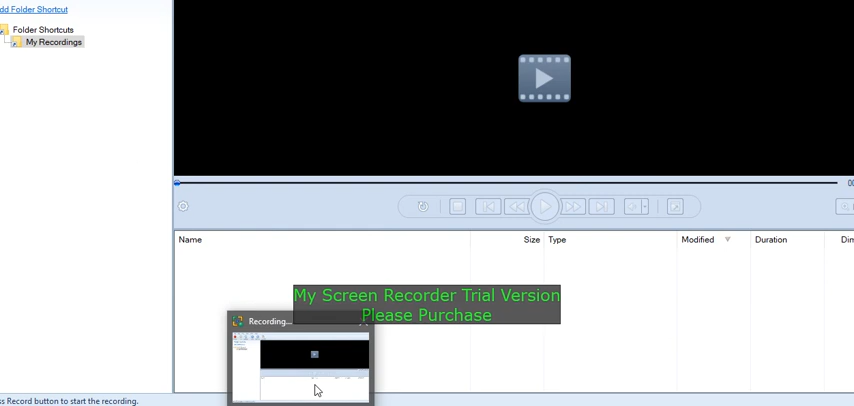 dd Folder Shortcut
Folder Shortcuts
My Recordings
Name Size Type Modified Duration Dim
My Screen Recorder Trial Version
Please Purchase
Recording...
ss Record button to start the recording.